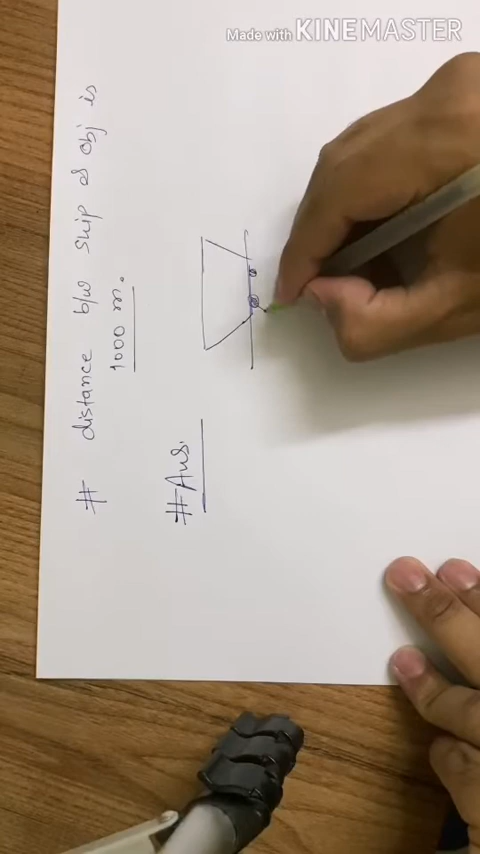 Made with KINEMASTER
# distance b/w ship & obj is
1000 m.
# Ans.